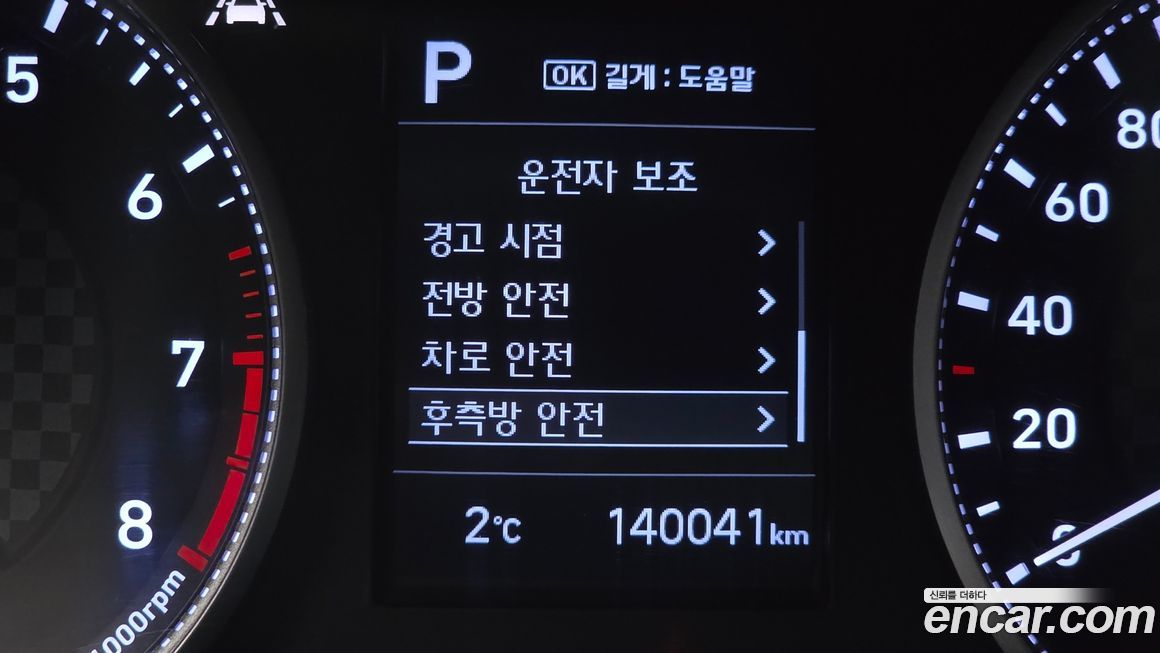 P
OK 길게 : 도움말
운전자 보조
경고 시점 >
전방 안전 >
차로 안전 >
후측방 안전 >
2℃ 140041km
5
6
7
8
1000rpm
80
60
40
20
0
신뢰를 더하다
encar.com